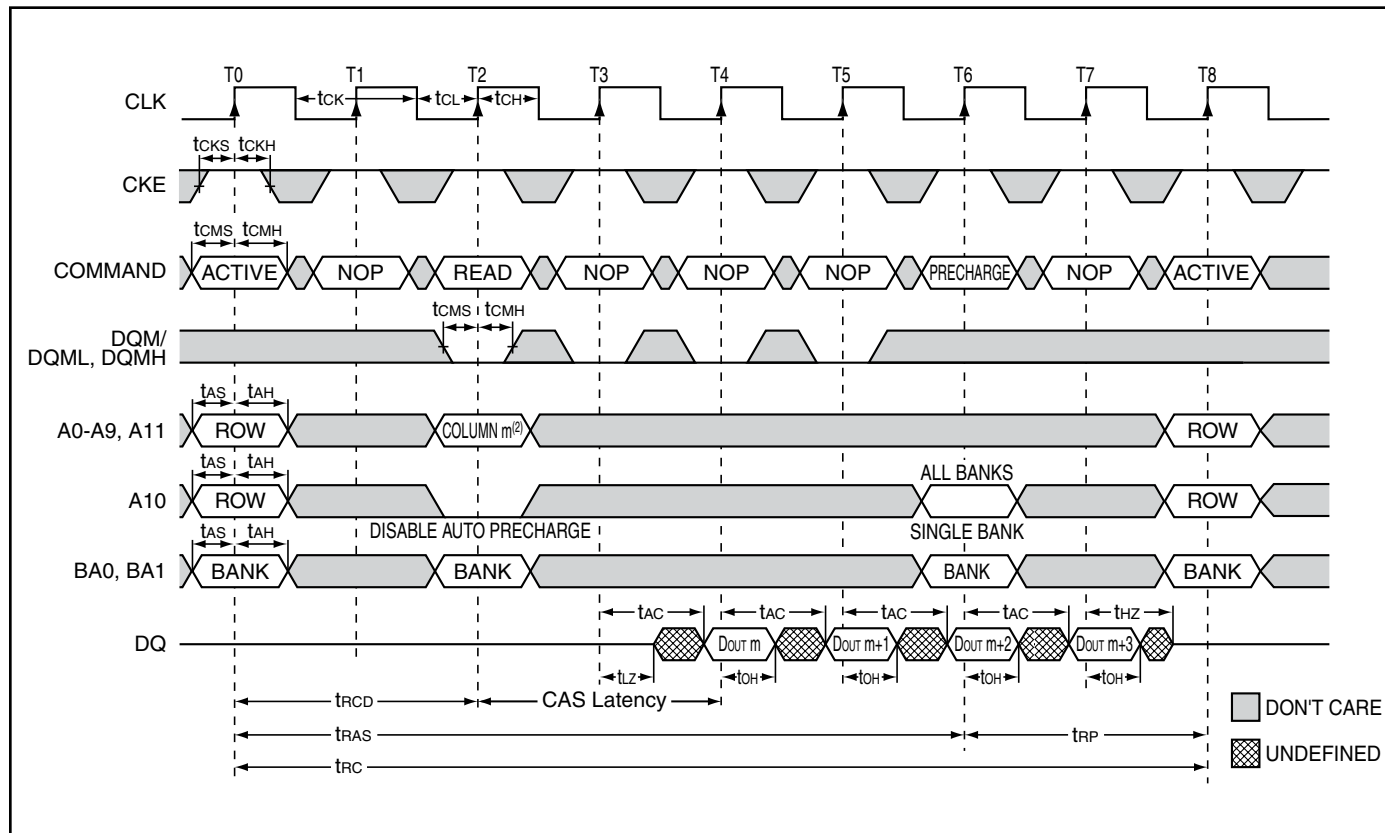 T0 T1 T2 T3 T4 T5 T6 T7 T8
CLK tCK tCL tCH
tCKS tCKH
CKE
tCMS tCMH
COMMAND ACTIVE NOP READ NOP NOP NOP PRECHARGE NOP ACTIVE
tCMS tCMH
DQM/
DQML, DQMH
tAS tAH
A0-A9, A11 ROW COLUMN m(2) ROW
tAS tAH ALL BANKS
A10 ROW ROW
DISABLE AUTO PRECHARGE SINGLE BANK
tAS tAH
BA0, BA1 BANK BANK BANK BANK
tAC tAC tAC tAC tHZ
DQ DOUT m DOUT m+1 DOUT m+2 DOUT m+3
tLZ tOH tOH tOH tOH
tRCD CAS Latency
DON'T CARE
tRAS tRP
UNDEFINED
tRC